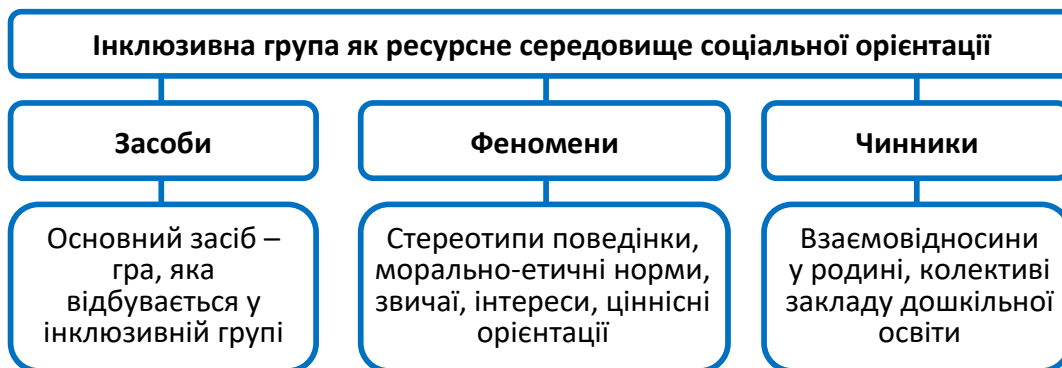 Інклюзивна група як ресурсне середовище соціальної орієнтації
Засоби
Феномени
Чинники
Основний засіб –
гра, яка
відбувається у
інклюзивній групі
Стереотипи поведінки,
морально-етичні норми,
звичаї, інтереси, ціннісні
орієнтації
Взаємовідносини
у родині, колективі
закладу дошкільної
освіти